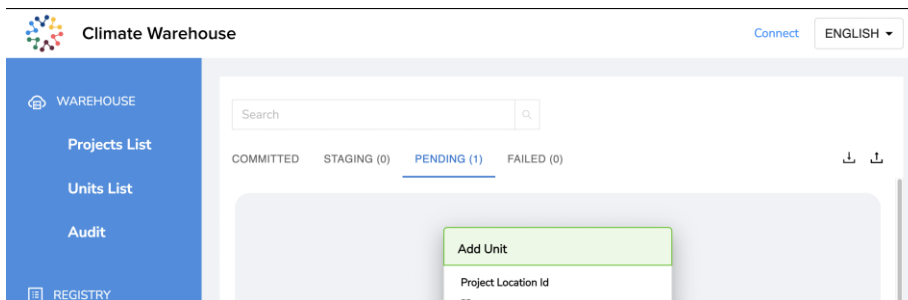 Climate Warehouse
Connect
ENGLISH
WAREHOUSE
Projects List
Units List
Audit
REGISTRY
Search
COMMITTED STAGING (0) PENDING (1) FAILED (0)
Add Unit
Project Location Id